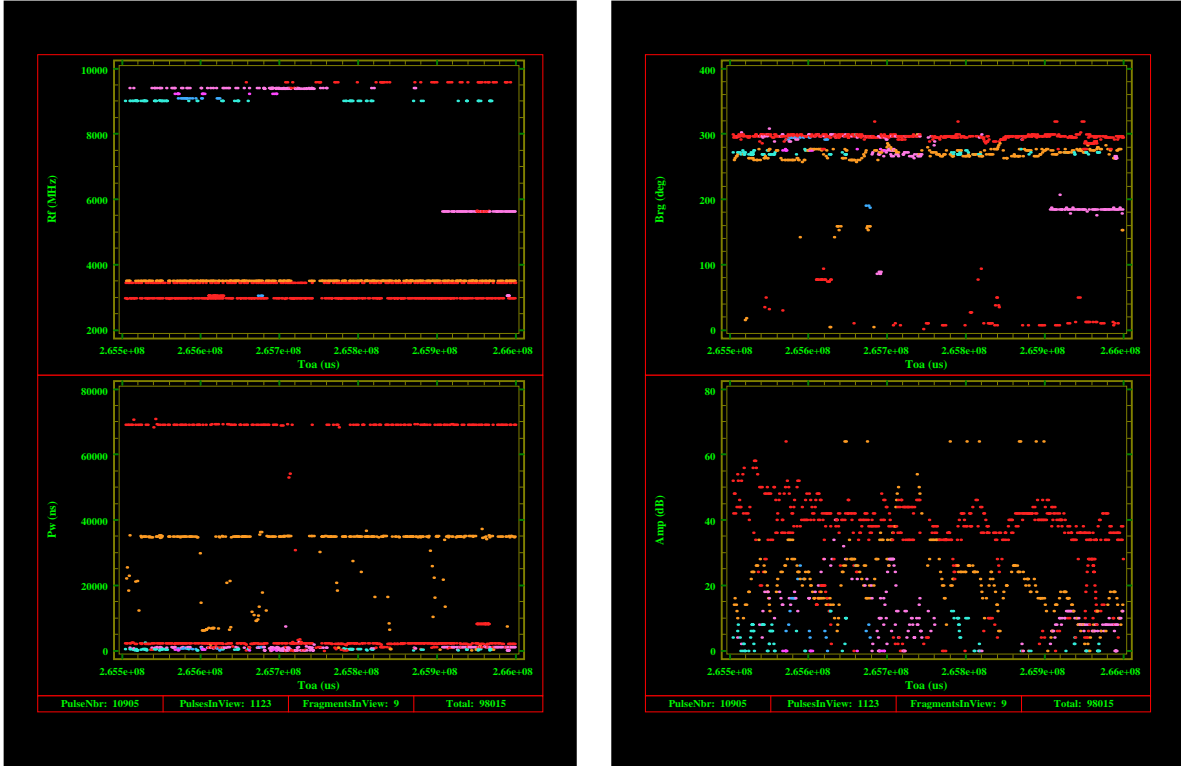 10000
8000
6000
4000
2000
Rf (MHz)
2.655e+08 2.656e+08 2.657e+08 2.658e+08 2.659e+08 2.66e+08
Toa (us)
80000
60000
40000
20000
0
Pw (ns)
2.655e+08 2.656e+08 2.657e+08 2.658e+08 2.659e+08 2.66e+08
Toa (us)
PulseNbr: 10905 PulsesInView: 1123 FragmentsInView: 9 Total: 98015
400
300
200
100
0
Brg (deg)
2.655e+08 2.656e+08 2.657e+08 2.658e+08 2.659e+08 2.66e+08
Toa (us)
80
60
40
20
0
Amp (dB)
2.655e+08 2.656e+08 2.657e+08 2.658e+08 2.659e+08 2.66e+08
Toa (us)
PulseNbr: 10905 PulsesInView: 1123 FragmentsInView: 9 Total: 98015